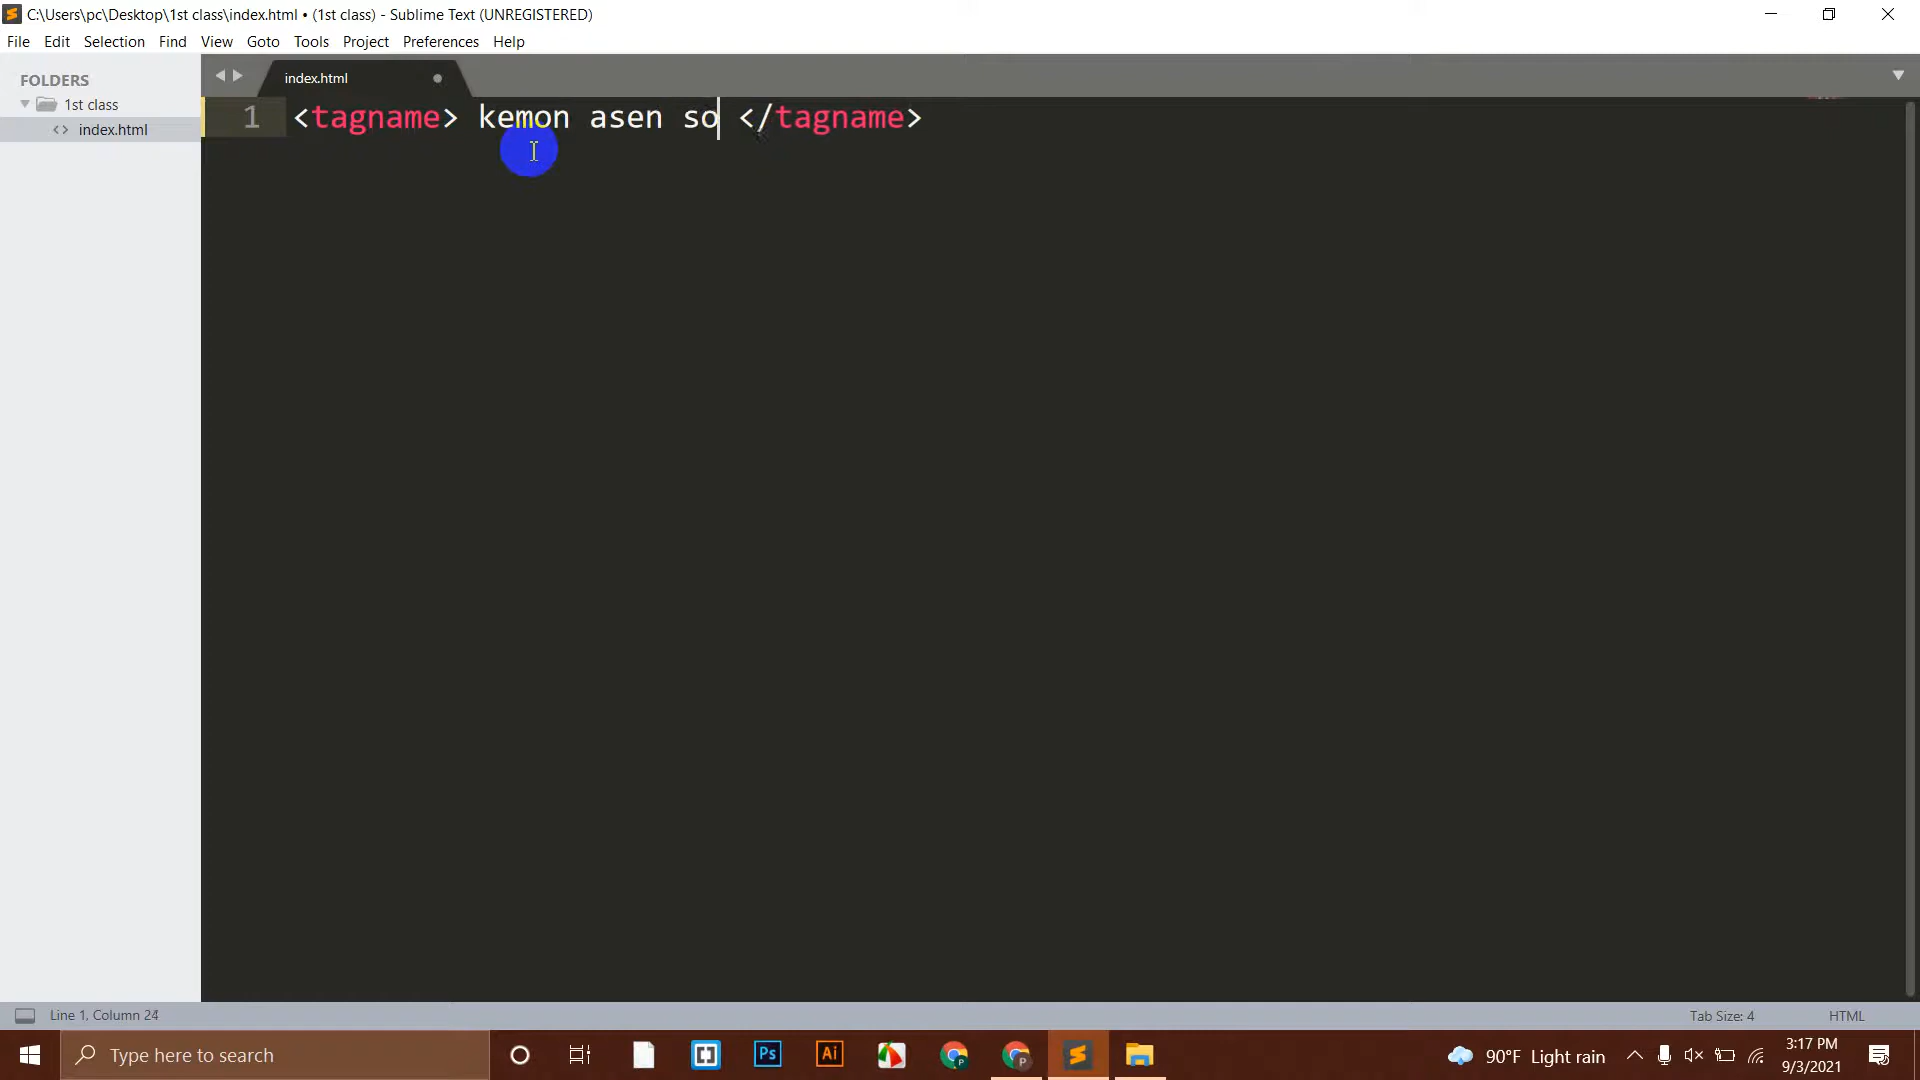 C:\Users\pc\Desktop\1st class\index.html • (1st class) - Sublime Text (UNREGISTERED)
File Edit Selection Find View Goto Tools Project Preferences Help
FOLDERS
1st class
<> index.html
index.html
1 <tagname> kemon asen so </tagname>
Line 1, Column 24
Tab Size: 4
HTML
Type here to search
Ps
Ai
90°F Light rain
3:17 PM
9/3/2021